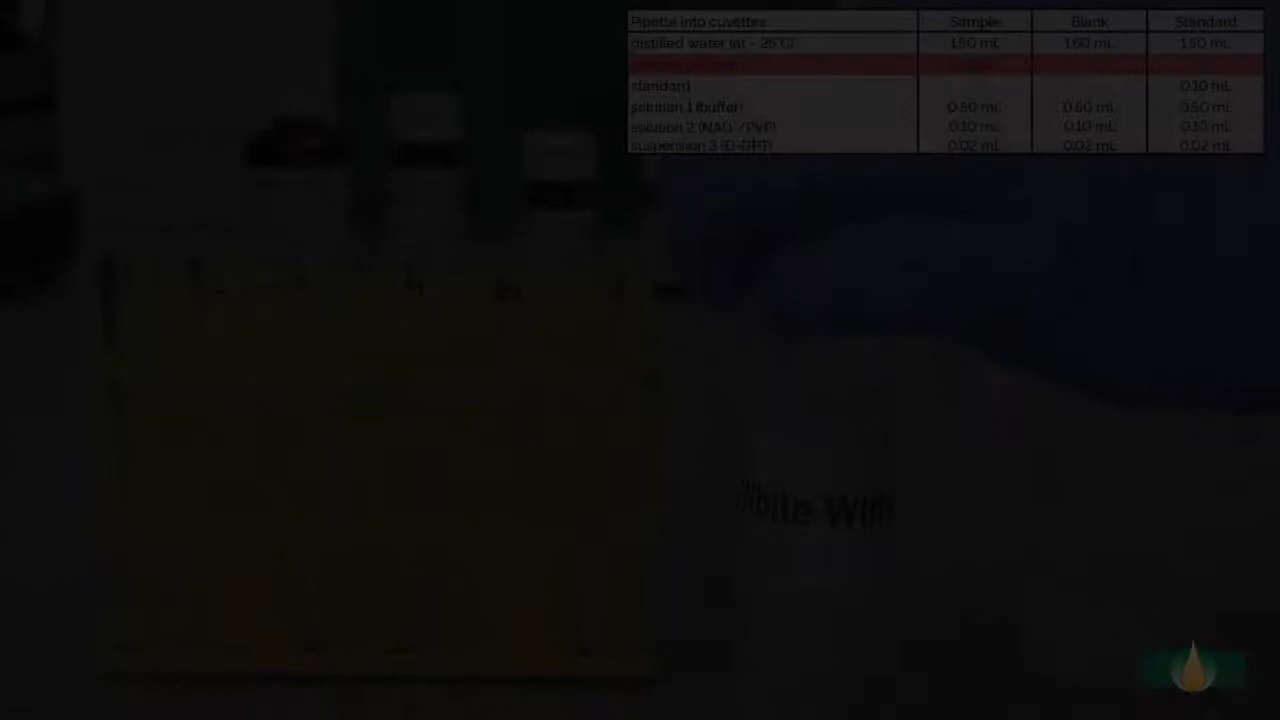 Pipette into cuvettes Sample Blank Standard
distilled water (at ~ 25°C) 1.50 mL 1.60 mL 1.50 mL
standard 0.10 mL
solution 1 (buffer) 0.50 mL 0.50 mL 0.50 mL
solution 2 (NAD⁺/PVP) 0.10 mL 0.10 mL 0.10 mL
suspension 3 (D-GPT) 0.02 mL 0.02 mL 0.02 mL
White